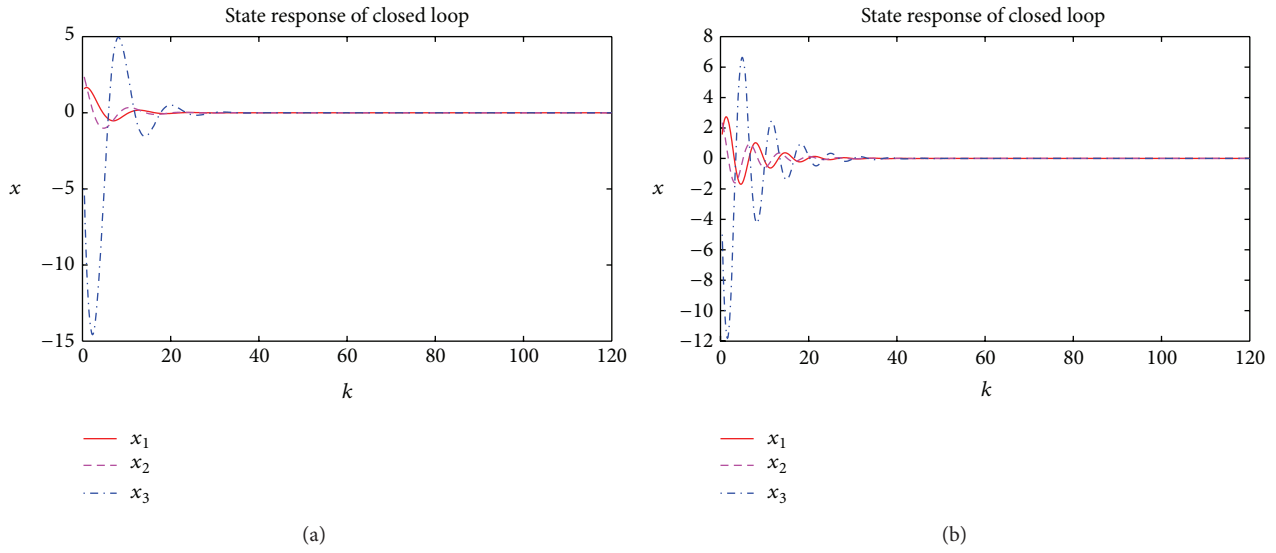 State response of closed loop
5
0
−5
−10
−15
x
0 20 40 60 80 100 120
k
x1
x2
x3
(a)
State response of closed loop
8
6
4
2
0
−2
−4
−6
−8
−10
−12
x
0 20 40 60 80 100 120
k
x1
x2
x3
(b)